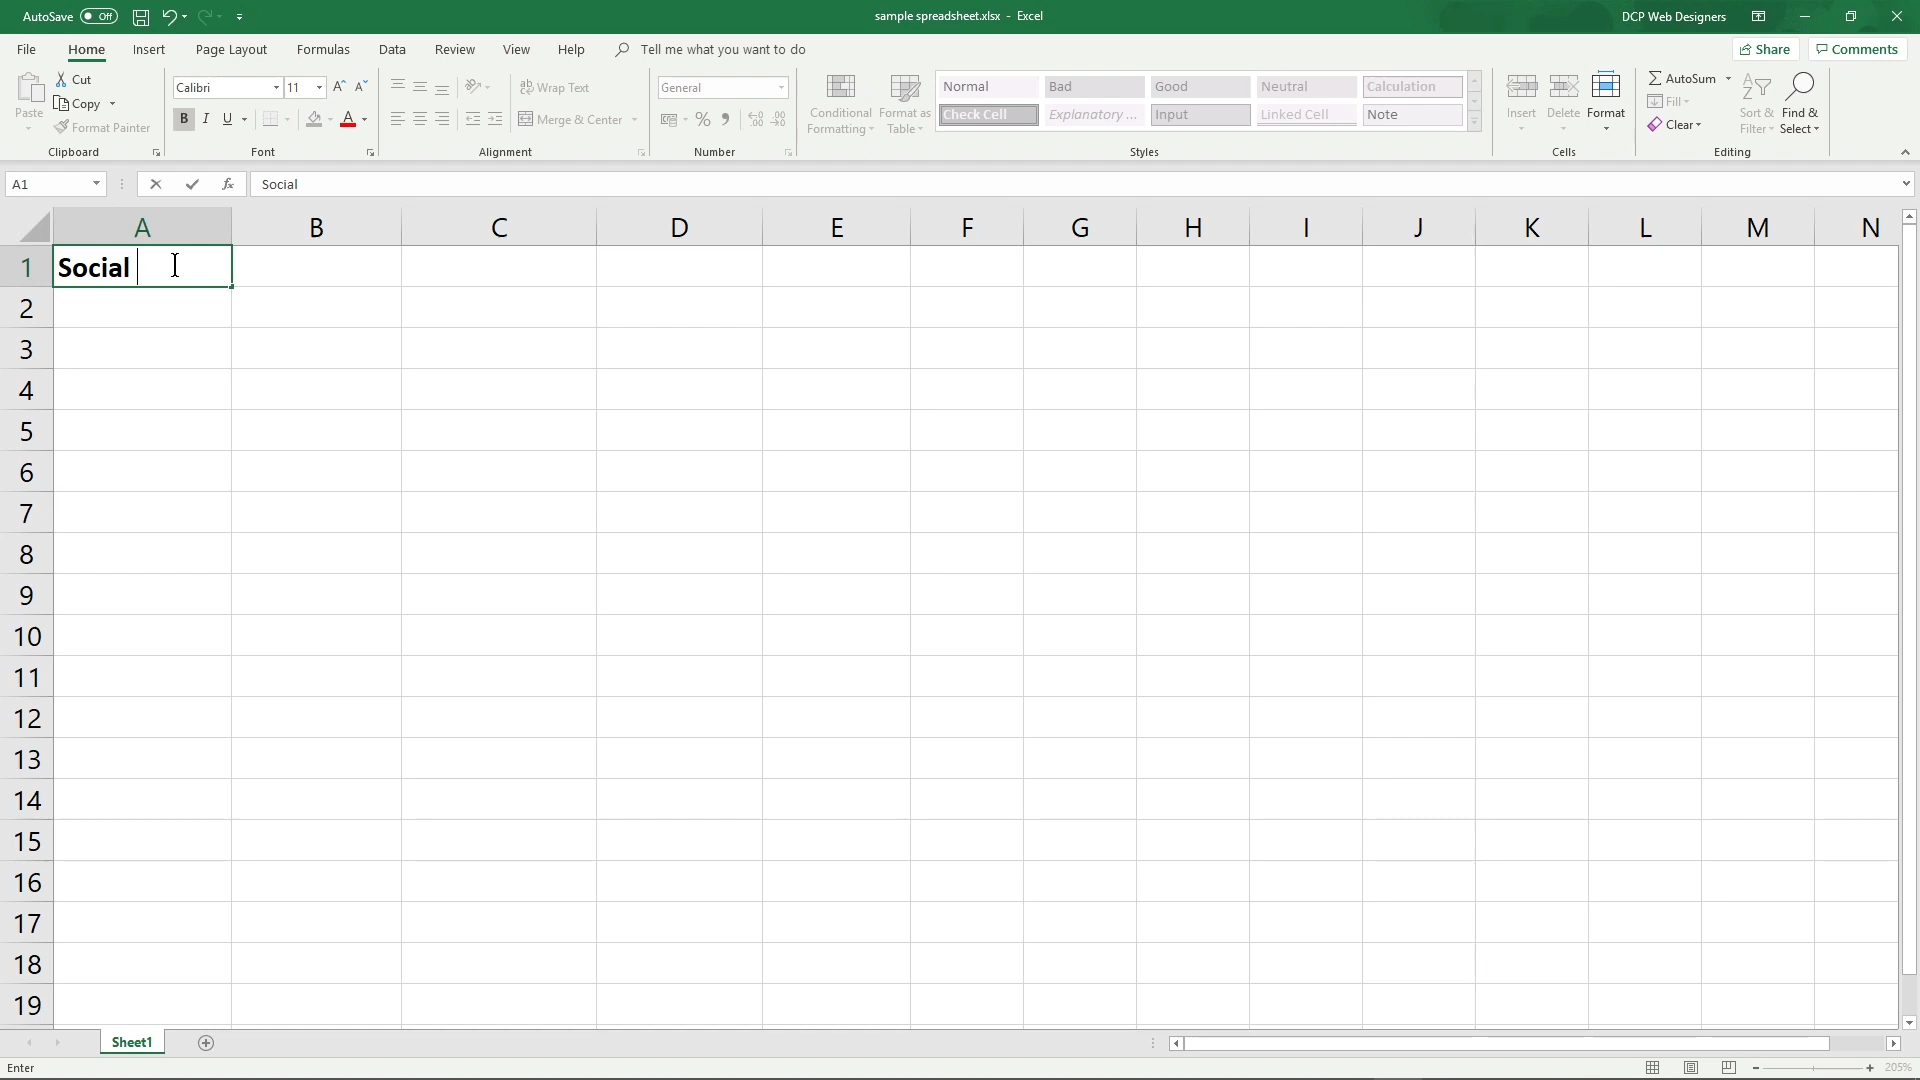 AutoSave Off sample spreadsheet.xlsx - Excel DCP Web Designers
File Home Insert Page Layout Formulas Data Review View Help Tell me what you want to do Share Comments
Paste Cut Copy Format Painter
Clipboard
Calibri 11
B I U A
Font
Wrap Text
Merge & Center
Alignment
General
%
Number
Conditional Formatting Format as Table
Normal Bad Good Neutral Calculation
Check Cell Explanatory ... Input Linked Cell Note
Styles
Insert Delete Format
Cells
AutoSum
Fill
Clear
Sort & Filter Find & Select
Editing
A1 fx Social
A B C D E F G H I J K L M N
1 Social
2
3
4
5
6
7
8
9
10
11
12
13
14
15
16
17
18
19
Sheet1
Enter 205%